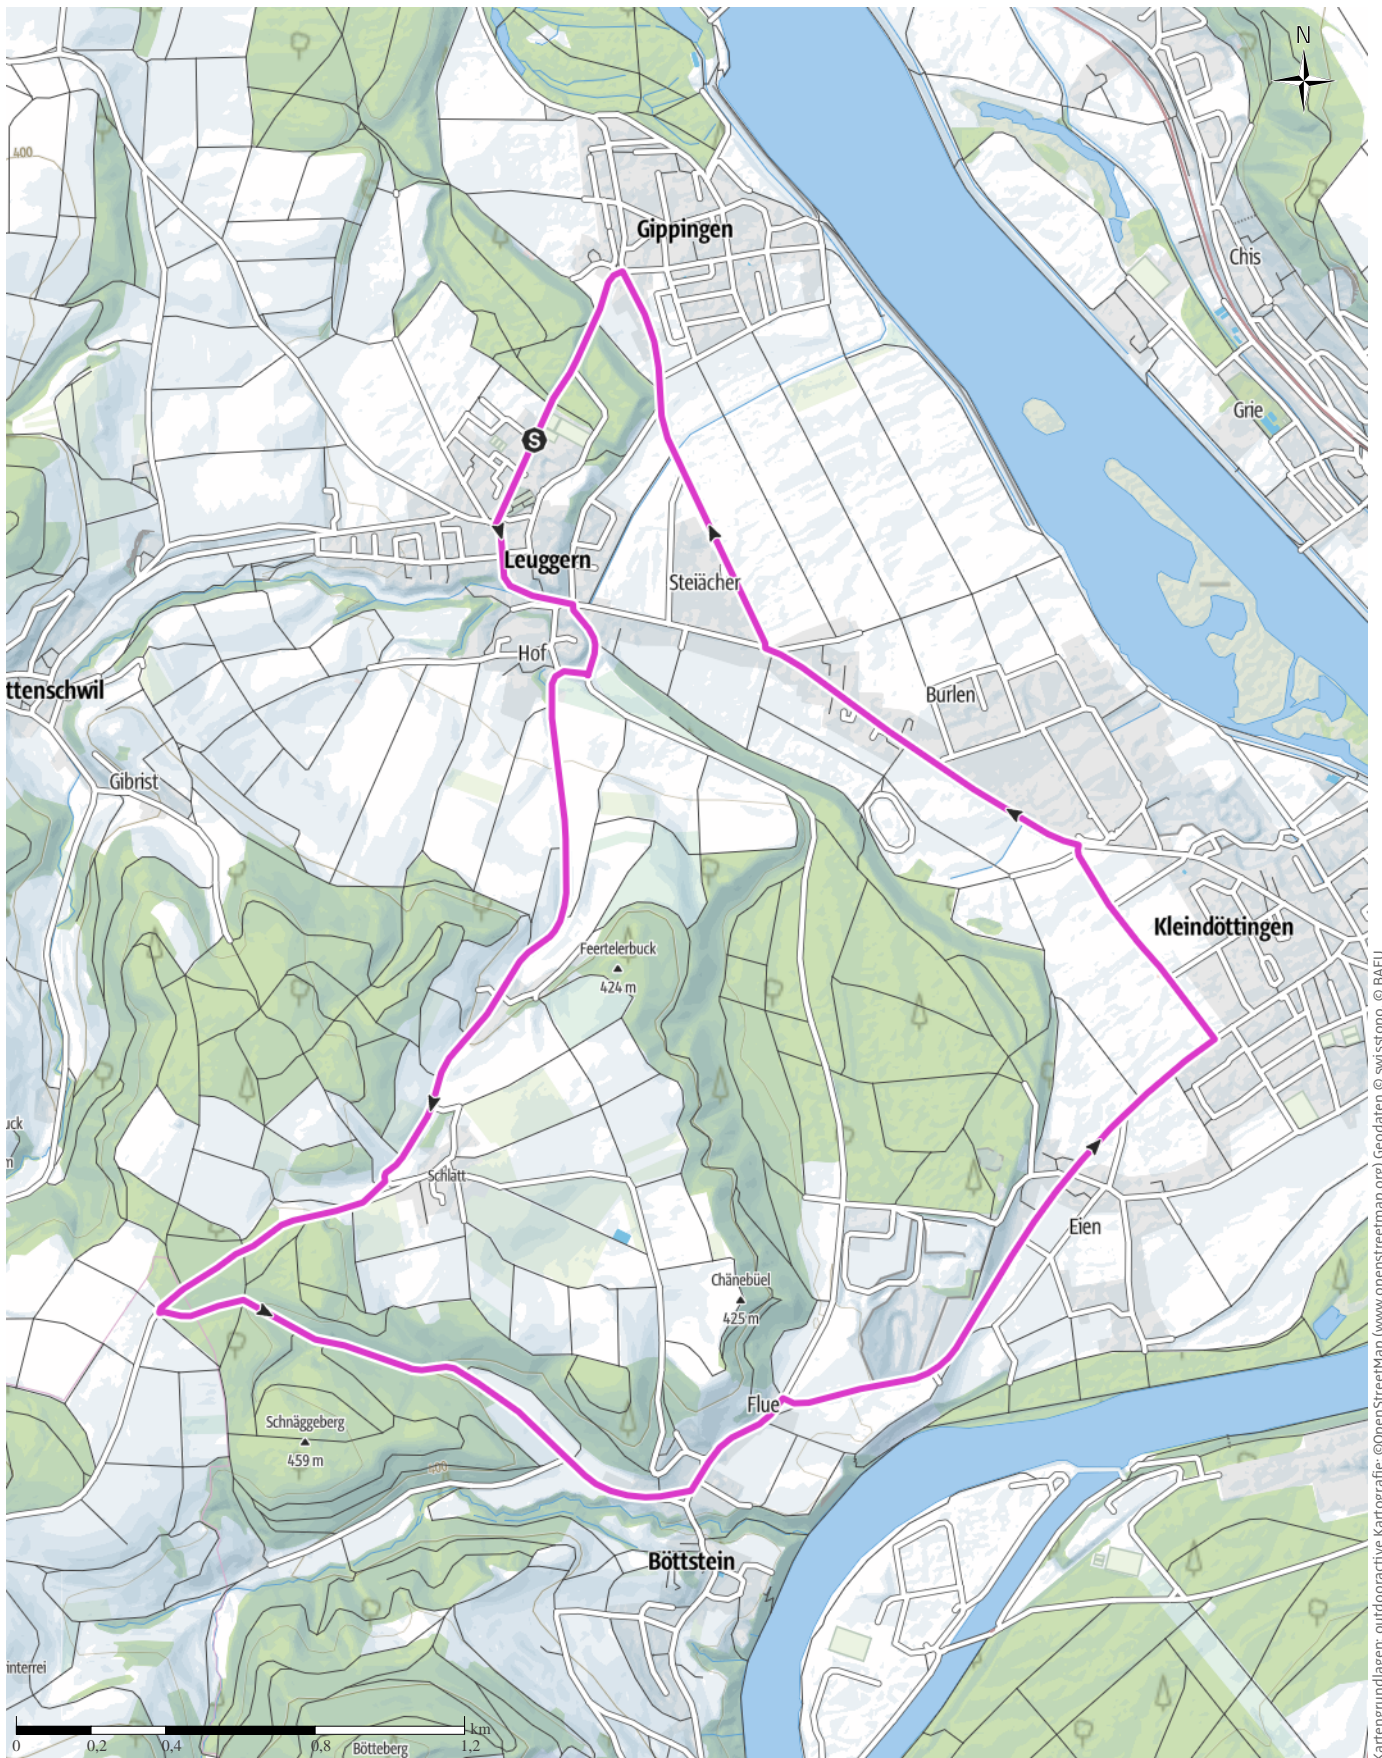 N
400
Gippingen
Chis
Grie
S
Leuggern
Steiächer
Hof
ttenschwil
Burlen
Gibrist
Kleindöttingen
Feertelerbuck
424 m
uck
m
Schlatt
Eien
Chänebüel
425 m
Flue
Schnäggeberg
459 m
400
Böttstein
interrei
km
0
0,2
0,4
0,8
1,2
Bötteberg
artengrundlagen: outdooractive Kartografie; ©OpenStreetMap (www.openstreetmap.org) Geodaten © swisstopo, © BAFU